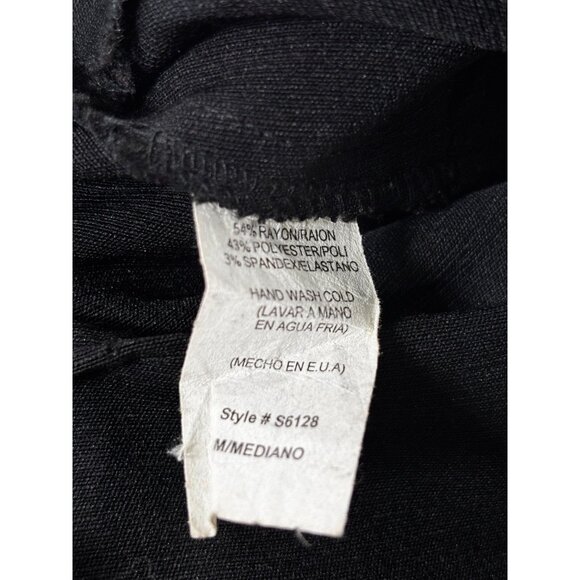 54% RAYON/RAION
43% POLYESTER/POLI
3% SPANDEX/ELASTANO
HAND WASH COLD
(LAVAR A MANO
EN AGUA FRIA)
(MECHO EN E.U.A)
Style # S6128
M/MEDIANO